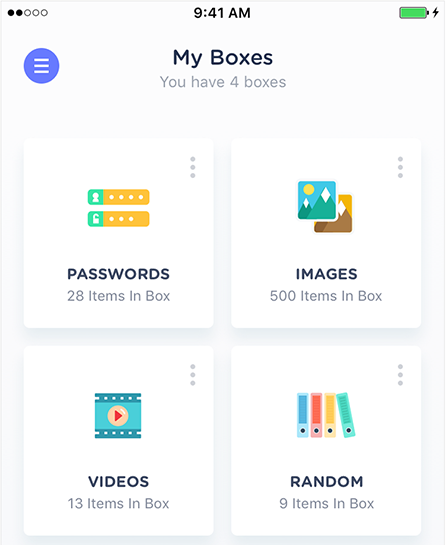 9:41 AM
My Boxes
You have 4 boxes
PASSWORDS
28 Items In Box
IMAGES
500 Items In Box
VIDEOS
13 Items In Box
RANDOM
9 Items In Box